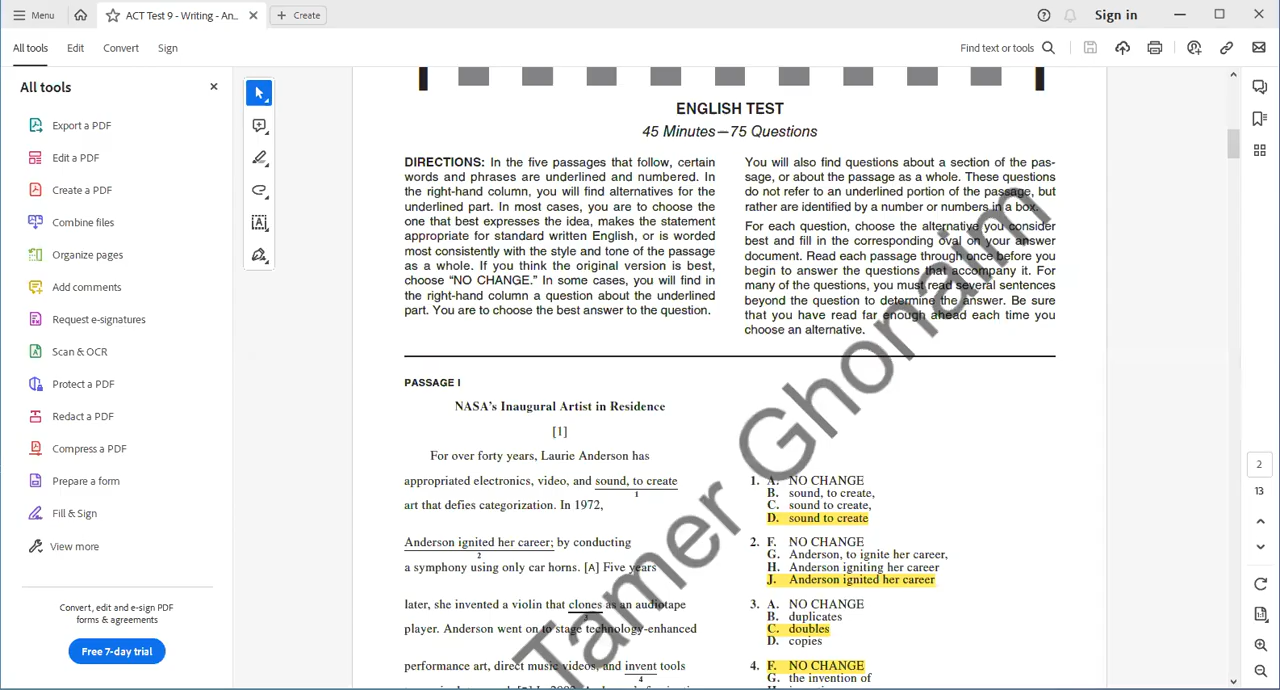 Menu
ACT Test 9 - Writing - An...
Create
Sign in
All tools
Edit
Convert
Sign
Find text or tools
All tools
Export a PDF
Edit a PDF
Create a PDF
Combine files
Organize pages
Add comments
Request e-signatures
Scan & OCR
Protect a PDF
Redact a PDF
Compress a PDF
Prepare a form
Fill & Sign
View more
Convert, edit and e-sign PDF
forms & agreements
Free 7-day trial
ENGLISH TEST
45 Minutes—75 Questions
DIRECTIONS: In the five passages that follow, certain
words and phrases are underlined and numbered. In
the right-hand column, you will find alternatives for the
underlined part. In most cases, you are to choose the
one that best expresses the idea, makes the statement
appropriate for standard written English, or is worded
most consistently with the style and tone of the passage
as a whole. If you think the original version is best,
choose “NO CHANGE.” In some cases, you will find in
the right-hand column a question about the underlined
part. You are to choose the best answer to the question.
You will also find questions about a section of the pas-
sage, or about the passage as a whole. These questions
do not refer to an underlined portion of the passage, but
rather are identified by a number or numbers in a box.
For each question, choose the alternative you consider
best and fill in the corresponding oval on your answer
document. Read each passage through once before you
begin to answer the questions that accompany it. For
many of the questions, you must read several sentences
beyond the question to determine the answer. Be sure
that you have read far enough ahead each time you
choose an alternative.
PASSAGE I
NASA’s Inaugural Artist in Residence
[1]
For over forty years, Laurie Anderson has
appropriated electronics, video, and sound, to create
1
art that defies categorization. In 1972,
Anderson ignited her career; by conducting
2
a symphony using only car horns. [A] Five years
later, she invented a violin that clones as an audiotape
3
player. Anderson went on to stage technology-enhanced
performance art, direct music videos, and invent tools
4
1. A. NO CHANGE
B. sound, to create,
C. sound to create,
D. sound to create
2. F. NO CHANGE
G. Anderson, to ignite her career,
H. Anderson igniting her career
J. Anderson ignited her career
3. A. NO CHANGE
B. duplicates
C. doubles
D. copies
4. F. NO CHANGE
G. the invention of
Tamer Ghonaim
2
13